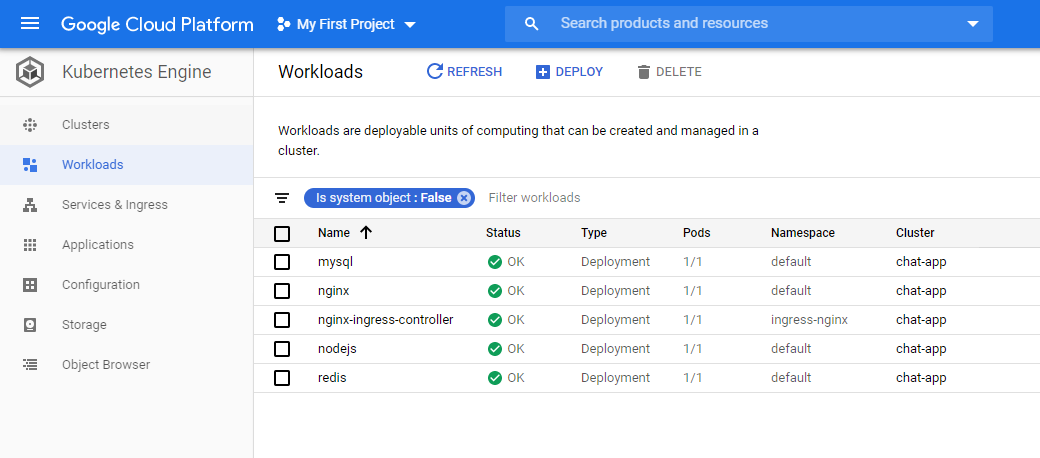 Google Cloud Platform My First Project Search products and resources
Kubernetes Engine
Clusters
Workloads
Services & Ingress
Applications
Configuration
Storage
Object Browser
Workloads REFRESH DEPLOY DELETE
Workloads are deployable units of computing that can be created and managed in a
cluster.
Is system object : False Filter workloads
Name Status Type Pods Namespace Cluster
mysql OK Deployment 1/1 default chat-app
nginx OK Deployment 1/1 default chat-app
nginx-ingress-controller OK Deployment 1/1 ingress-nginx chat-app
nodejs OK Deployment 1/1 default chat-app
redis OK Deployment 1/1 default chat-app